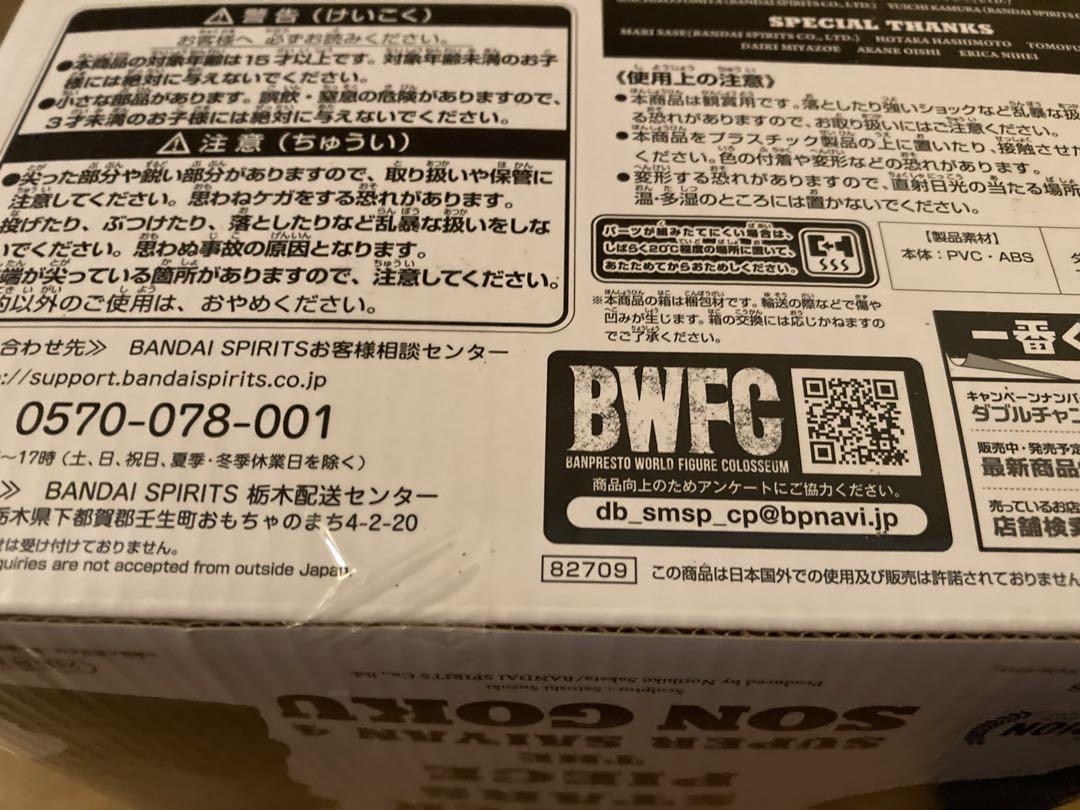 警告（けいこく）
お客様へ 必ずお読みください。
●本商品の対象年齢は15才以上です。対象年齢未満のお子
様には絶対に与えないでください。
●小さな部品があります。誤飲・窒息の危険がありますので、
3才未満のお子様には絶対に与えないでください。
注意（ちゅうい）
●尖った部分や鋭い部分がありますので、取り扱いや保管に
注意してください。思わぬケガをする恐れがあります。
投げたり、ぶつけたり、落としたりなど乱暴な扱いをしな
いでください。思わぬ事故の原因となります。
端が尖っている箇所がありますので、注意してください。
以外のご使用は、おやめください。
合わせ先≫ BANDAI SPIRITSお客様相談センター
://support.bandaispirits.co.jp
0570-078-001
～17時（土、日、祝日、夏季・冬季休業日を除く）
≫ BANDAI SPIRITS 栃木配送センター
栃木県下都賀郡壬生町おもちゃのまち4-2-20
せは受け付けておりません。
quiries are not accepted from outside Japan.
(BANDAI SPIRITS CO., LTD.) YUICHI KAMURA (BANDAI SPIRITS
SPECIAL THANKS
MARI SASE (BANDAI SPIRITS CO., LTD.) HOTAKA HASHIMOTO TOMOFU
DAIKI MIYAZOE AKANE OISHI ERICA NIHEI
《使用上の注意》
●本商品は観賞用です。落としたり強いショックなど乱暴な扱
る恐れがありますので、お取り扱いにはご注意ください。
●本商品をプラスチック製品の上に置いたり、接触させた
ください。色の付着や変形などの恐れがあります。
●変形する恐れがありますので、直射日光の当たる場所
温・多湿のところには置かないでください。
パーツが組みたてにくい場合は、
しばらく20℃程度の場所に置いて、
あたためてからおためしください。
【製品素材】
本体：PVC・ABS
※本商品の箱は梱包材です。輸送の際などで傷や
凹みが生じます。箱の交換には応じかねますの
でご了承ください。
BWFC
BANPRESTO WORLD FIGURE COLOSSEUM
商品向上のためアンケートにご協力ください。
db_smsp_cp@bpnavi.jp
一番く
キャンペーンナンバ
ダブルチャン
販売中・発売予定
最新商品
売っているお店
店舗検索
82709 この商品は日本国外での使用及び販売は許諾されておりません
Produced by Norihiko Sakata/BANDAI SPIRITS Co., ltd.
Sculptor : Satoshi Suzuki
SON GOKU
SUPER SAIYAN 4
THE
PIECE